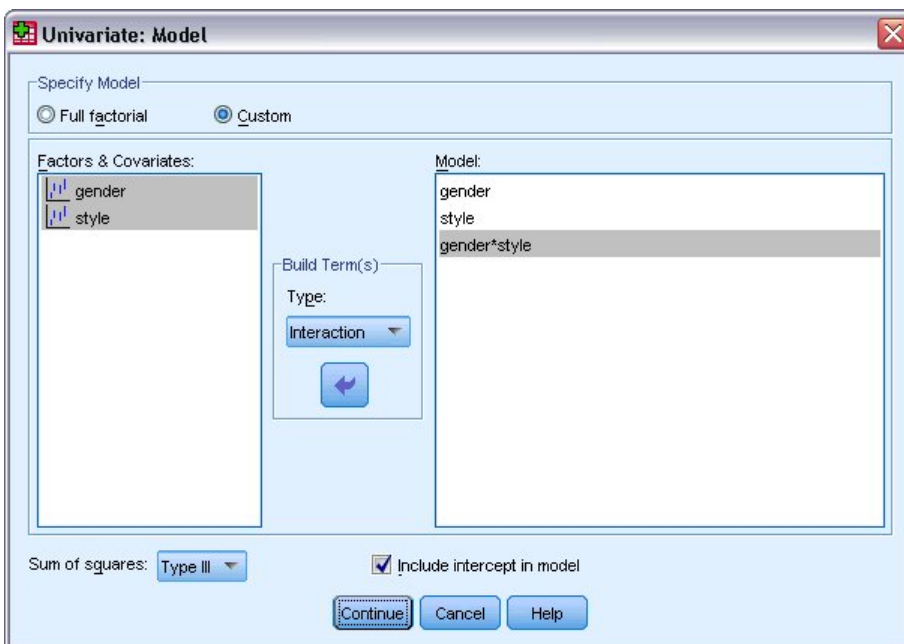 Univariate: Model
Specify Model
Full factorial
Custom
Factors & Covariates:
gender
style
Build Term(s)
Type:
Interaction
Model:
gender
style
gender*style
Sum of squares: Type III
Include intercept in model
Continue Cancel Help